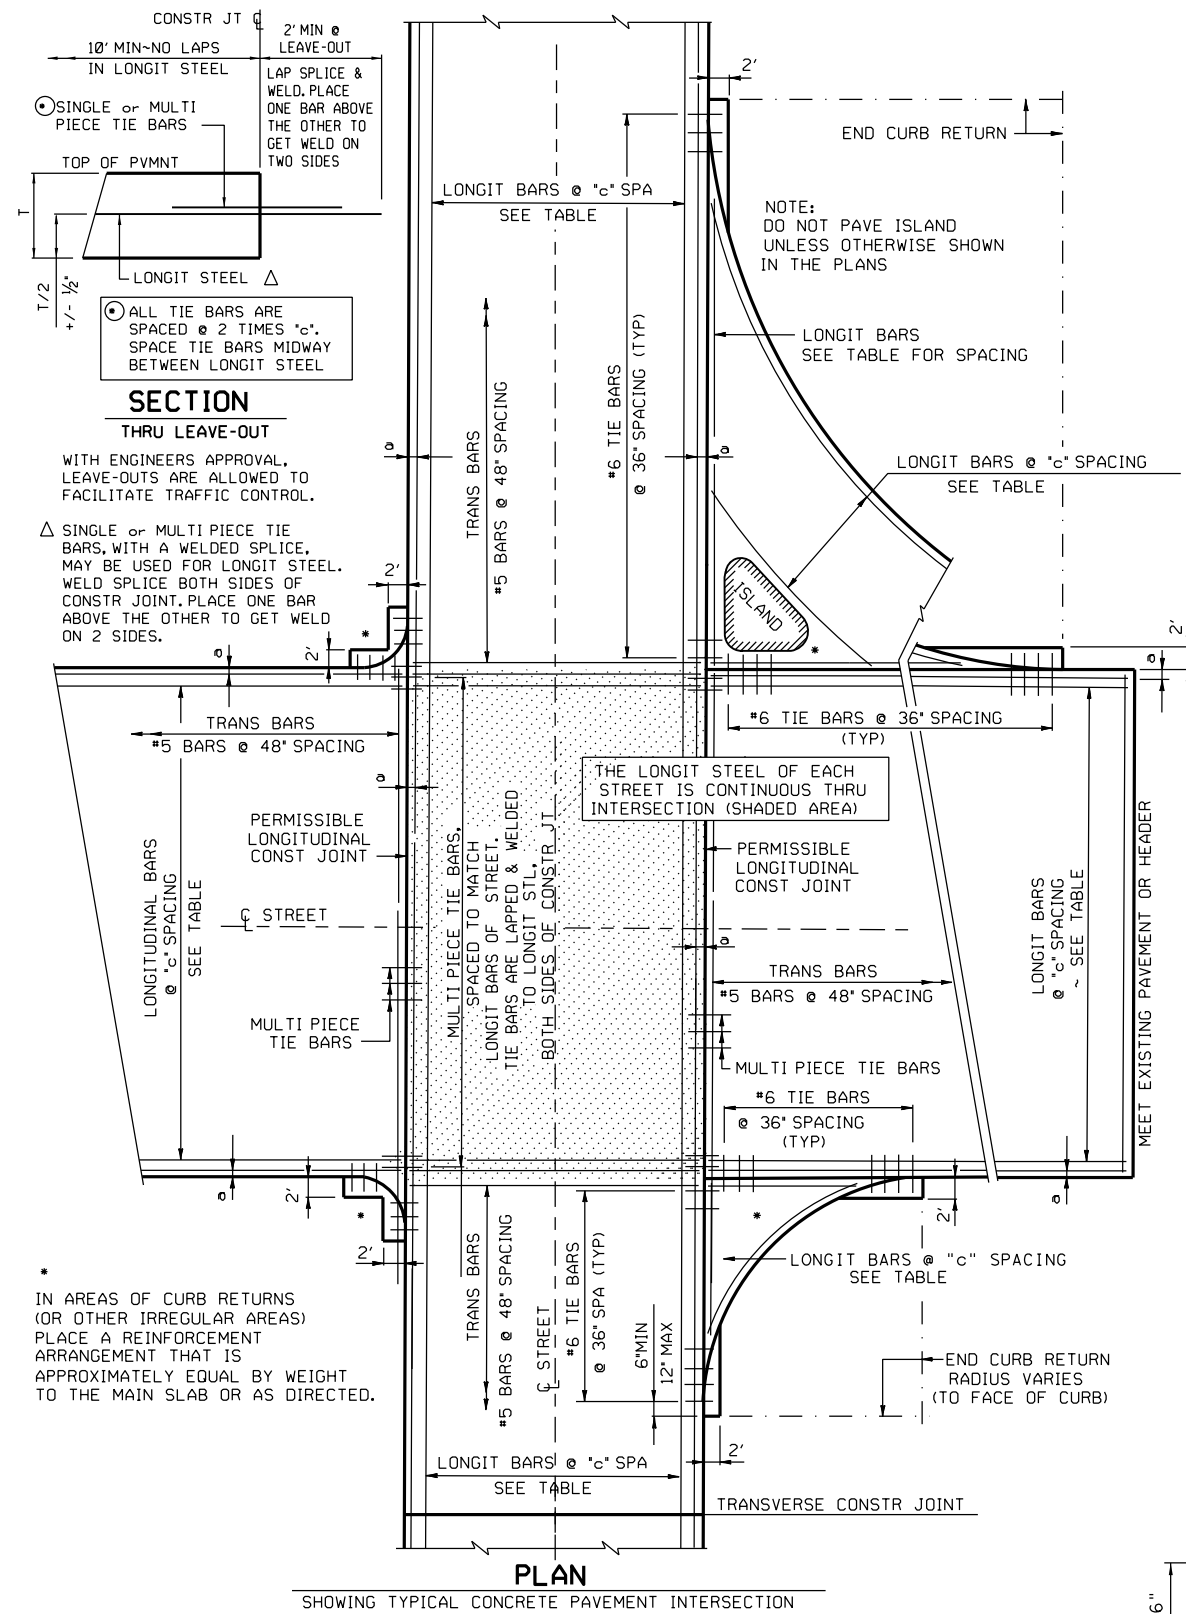 CONSTR JT ℄
10' MIN~NO LAPS
IN LONGIT STEEL
2' MIN @
LEAVE-OUT
LAP SPLICE &
WELD. PLACE
ONE BAR ABOVE
THE OTHER TO
GET WELD ON
TWO SIDES
* SINGLE or MULTI
PIECE TIE BARS
TOP OF PVMNT
T
T/2
+/- ½"
LONGIT STEEL △
* ALL TIE BARS ARE
SPACED @ 2 TIMES "c".
SPACE TIE BARS MIDWAY
BETWEEN LONGIT STEEL
SECTION
THRU LEAVE-OUT
WITH ENGINEERS APPROVAL,
LEAVE-OUTS ARE ALLOWED TO
FACILITATE TRAFFIC CONTROL.
△ SINGLE or MULTI PIECE TIE
BARS, WITH A WELDED SPLICE,
MAY BE USED FOR LONGIT STEEL.
WELD SPLICE BOTH SIDES OF
CONSTR JOINT. PLACE ONE BAR
ABOVE THE OTHER TO GET WELD
ON 2 SIDES.
LONGIT BARS @ "c" SPA
SEE TABLE
TRANS BARS
#5 BARS @ 48" SPACING
#6 TIE BARS
@ 36" SPACING (TYP)
a
a
2'
END CURB RETURN
NOTE:
DO NOT PAVE ISLAND
UNLESS OTHERWISE SHOWN
IN THE PLANS
LONGIT BARS
SEE TABLE FOR SPACING
LONGIT BARS @ "c" SPACING
SEE TABLE
ISLAND
*
2'
*
2'
a
2'
a
TRANS BARS
#5 BARS @ 48" SPACING
#6 TIE BARS @ 36" SPACING
(TYP)
THE LONGIT STEEL OF EACH
STREET IS CONTINUOUS THRU
INTERSECTION (SHADED AREA)
a
PERMISSIBLE
LONGITUDINAL
CONST JOINT
PERMISSIBLE
LONGITUDINAL
CONST JOINT
LONGITUDINAL BARS
@ "c" SPACING
SEE TABLE
℄ STREET
MULTI PIECE
TIE BARS
MULTI PIECE TIE BARS,
SPACED TO MATCH
LONGIT BARS OF STREET.
TIE BARS ARE LAPPED & WELDED
TO LONGIT STL,
BOTH SIDES OF CONSTR JT
a
TRANS BARS
#5 BARS @ 48" SPACING
MULTI PIECE TIE BARS
#6 TIE BARS
@ 36" SPACING
(TYP)
LONGIT BARS
@ "c" SPACING
~ SEE TABLE
MEET EXISTING PAVEMENT OR HEADER
a
2'
*
2'
2'
a
*
TRANS BARS
#5 BARS @ 48" SPACING
℄ STREET
#6 TIE BARS
@ 36" SPA (TYP)
6" MIN
12" MAX
LONGIT BARS @ "c" SPACING
SEE TABLE
END CURB RETURN
RADIUS VARIES
(TO FACE OF CURB)
*
IN AREAS OF CURB RETURNS
(OR OTHER IRREGULAR AREAS)
PLACE A REINFORCEMENT
ARRANGEMENT THAT IS
APPROXIMATELY EQUAL BY WEIGHT
TO THE MAIN SLAB OR AS DIRECTED.
2'
LONGIT BARS @ "c" SPA
SEE TABLE
TRANSVERSE CONSTR JOINT
PLAN
SHOWING TYPICAL CONCRETE PAVEMENT INTERSECTION
6"